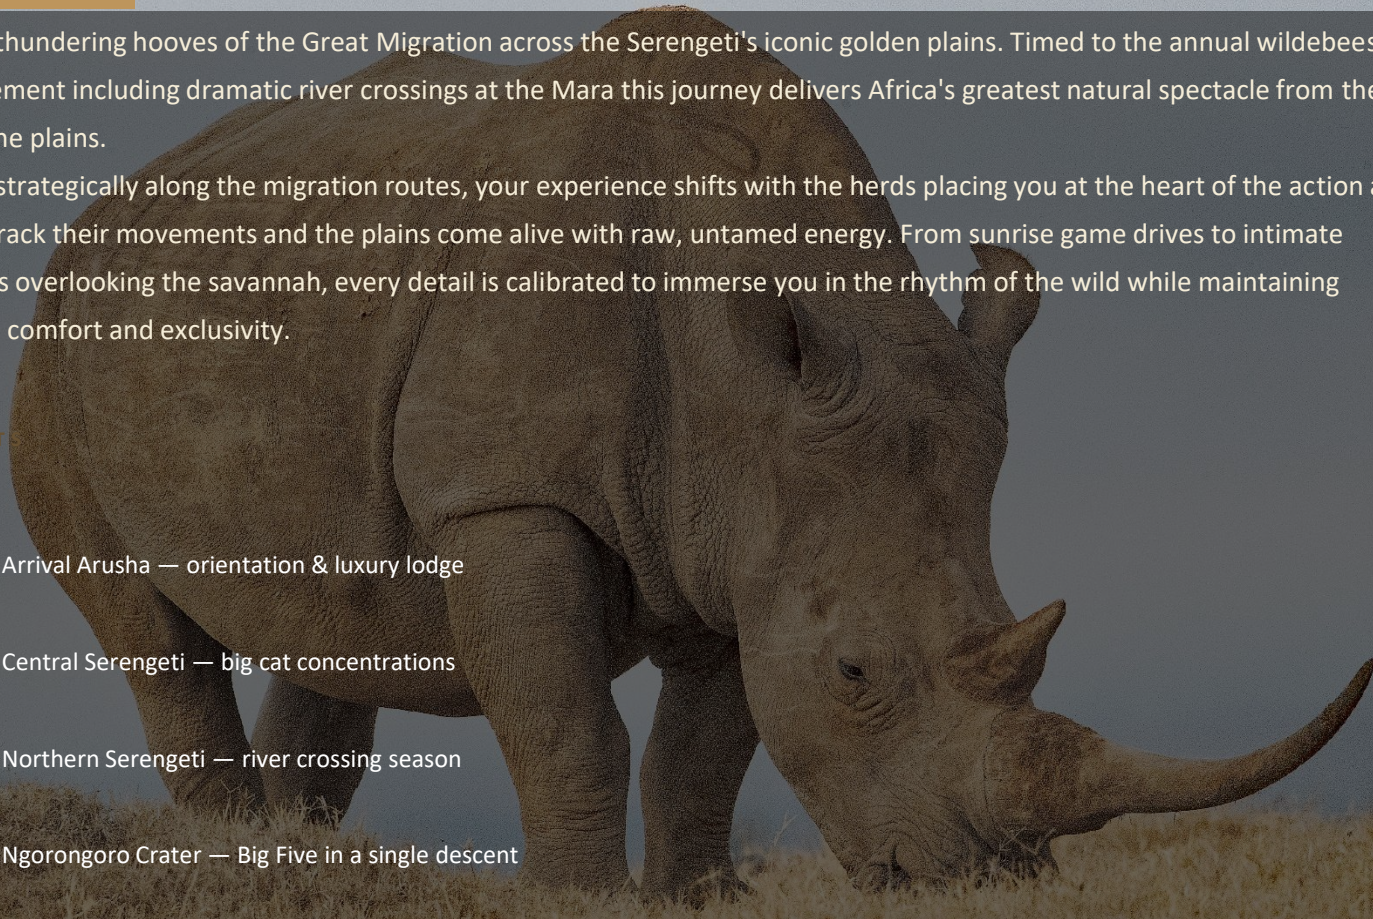 thundering hooves of the Great Migration across the Serengeti's iconic golden plains. Timed to the annual
including dramatic river crossings at the Mara this journey delivers Africa's greatest natural spectacle from the
plains.
strategically along the migration routes, your experience shifts with the herds placing you at the heart of the action
their movements and the plains come alive with raw, untamed energy. From sunrise game drives to intimate
overlooking the savannah, every detail is calibrated to immerse you in the rhythm of the wild while maintaining
comfort and exclusivity.
Arrival Arusha — orientation & luxury lodge
Central Serengeti — big cat concentrations
Northern Serengeti — river crossing season
Ngorongoro Crater — Big Five in a single descent